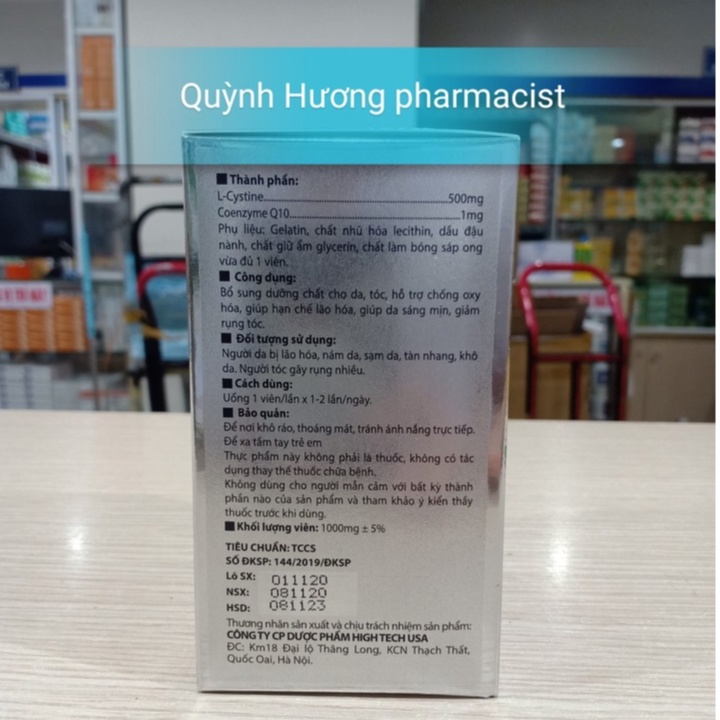 Quỳnh Hương pharmacist
■ Thành phần:
L-Cystine..........500mg
Coenzyme Q10..........1mg
Phụ liệu: Gelatin, chất nhũ hóa lecithin, dầu đậu
nành, chất giữ ẩm glycerin, chất làm bóng sáp ong
vừa đủ 1 viên.
■ Công dụng:
Bổ sung dưỡng chất cho da, tóc, hỗ trợ chống oxy
hóa, giúp hạn chế lão hóa, giúp da sáng mịn, giảm
rụng tóc.
■ Đối tượng sử dụng:
Người da bị lão hóa, nám da, sạm da, tàn nhang, khô
da. Người tóc gãy rụng nhiều.
■ Cách dùng:
Uống 1 viên/lần x 1-2 lần/ngày.
■ Bảo quản:
Để nơi khô ráo, thoáng mát, tránh ánh nắng trực tiếp.
Để xa tầm tay trẻ em
Thực phẩm này không phải là thuốc, không có tác
dụng thay thế thuốc chữa bệnh.
Không dùng cho người mẫn cảm với bất kỳ thành
phần nào của sản phẩm và tham khảo ý kiến thầy
thuốc trước khi dùng.
■ Khối lượng viên: 1000mg ± 5%
TIÊU CHUẨN: TCCS
SỐ ĐKSP: 144/2019/ĐKSP
Lô SX: 011120
NSX: 081120
HSD: 081123
Thương nhân sản xuất và chịu trách nhiệm sản phẩm:
CÔNG TY CP DƯỢC PHẨM HIGH TECH USA
ĐC: Km18 Đại lộ Thăng Long, KCN Thạch Thất,
Quốc Oai, Hà Nội.